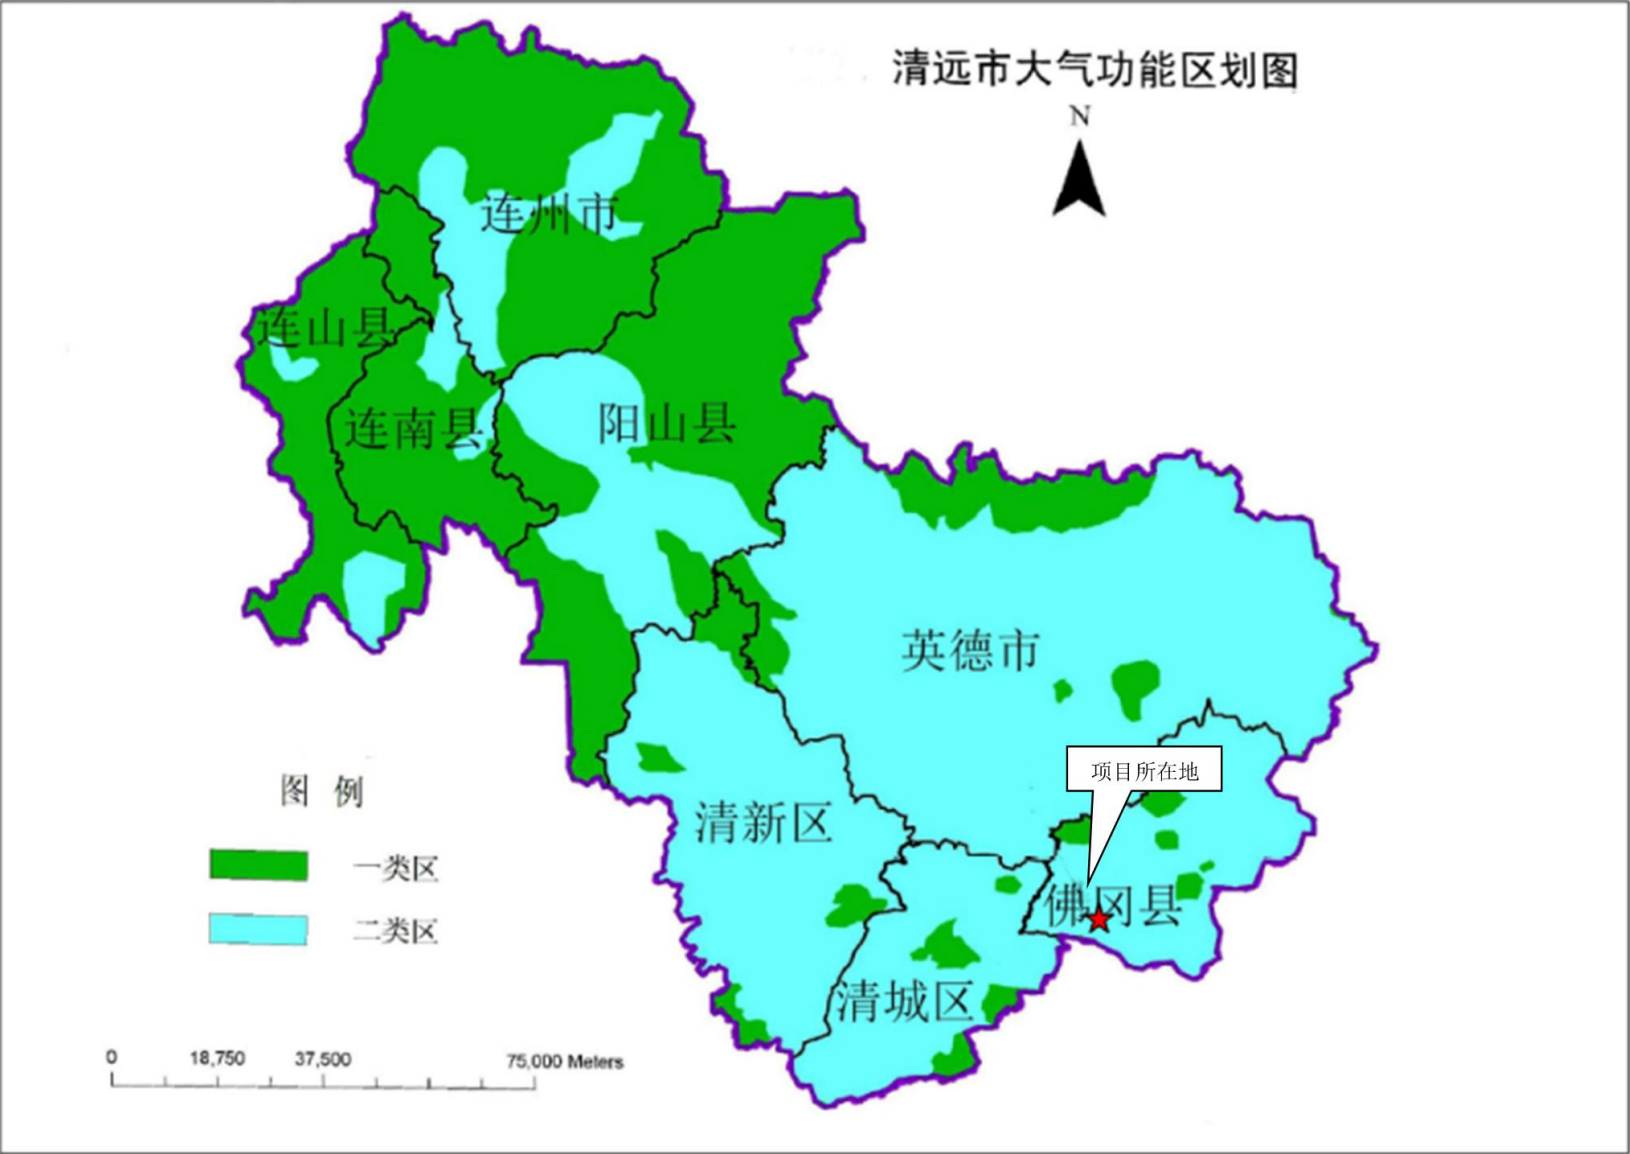 清远市大气功能区划图
N
连州市
连山县
连南县
阳山县
英德市
项目所在地
图 例
清新区
一类区
佛冈县
二类区
清城区
0 18,750 37,500 75,000 Meters